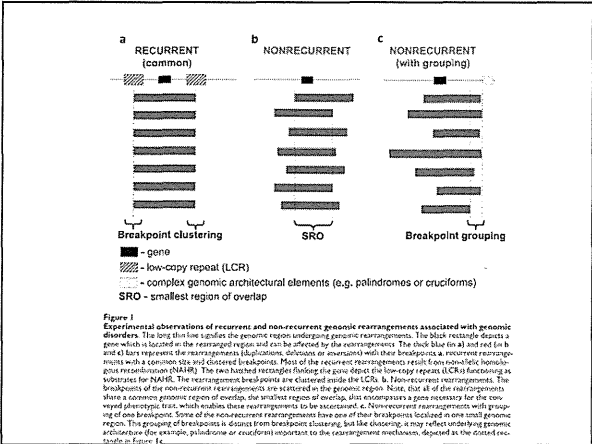 a b c
RECURRENT NONRECURRENT NONRECURRENT
(common) (with grouping)
Breakpoint clustering SRO Breakpoint grouping
- gene
- low-copy repeat (LCR)
- complex genomic architectural elements (e.g. palindromes or cruciforms)
SRO - smallest region of overlap
Figure 1
Experimental observations of recurrent and non-recurrent genomic rearrangements associated with genomic
disorders. The long thin line signifies the genomic region undergoing genomic rearrangements. The black rectangle depicts a
gene which is located in the rearranged region and can be affected by the rearrangements. The thick blue (in a) and red (in b
and c) bars represent the rearrangements (duplications, deletions or inversions) with their breakpoints a. recurrent rearrange-
ments with a common size and clustered breakpoints. Most of the recurrent rearrangements result from non-allelic homolo-
gous recombination (NAHR). The two hatched rectangles flanking the gene depict the low-copy repeats (LCRs) functioning as
substrates for NAHR. The rearrangement breakpoints are clustered inside the LCRs. b. Non-recurrent rearrangements. The
breakpoints of the non-recurrent rearrangements are scattered in the genomic region. Note, that all of the rearrangements
share a common genomic region of overlap, the smallest region of overlap, that encompasses a gene necessary for the con-
veyed phenotypic trait, which enables these rearrangements to be ascertained. c. Non-recurrent rearrangements with group-
ing of one breakpoint. Some of the non-recurrent rearrangements have one of their breakpoints localized in one small genomic
region. This grouping of breakpoints is distinct from breakpoint clustering, but like clustering, it may reflect underlying genomic
architecture (for example, palindrome or cruciform) important to the rearrangement mechanism, depicted as the dotted rec-
tangle in Figure 1c.